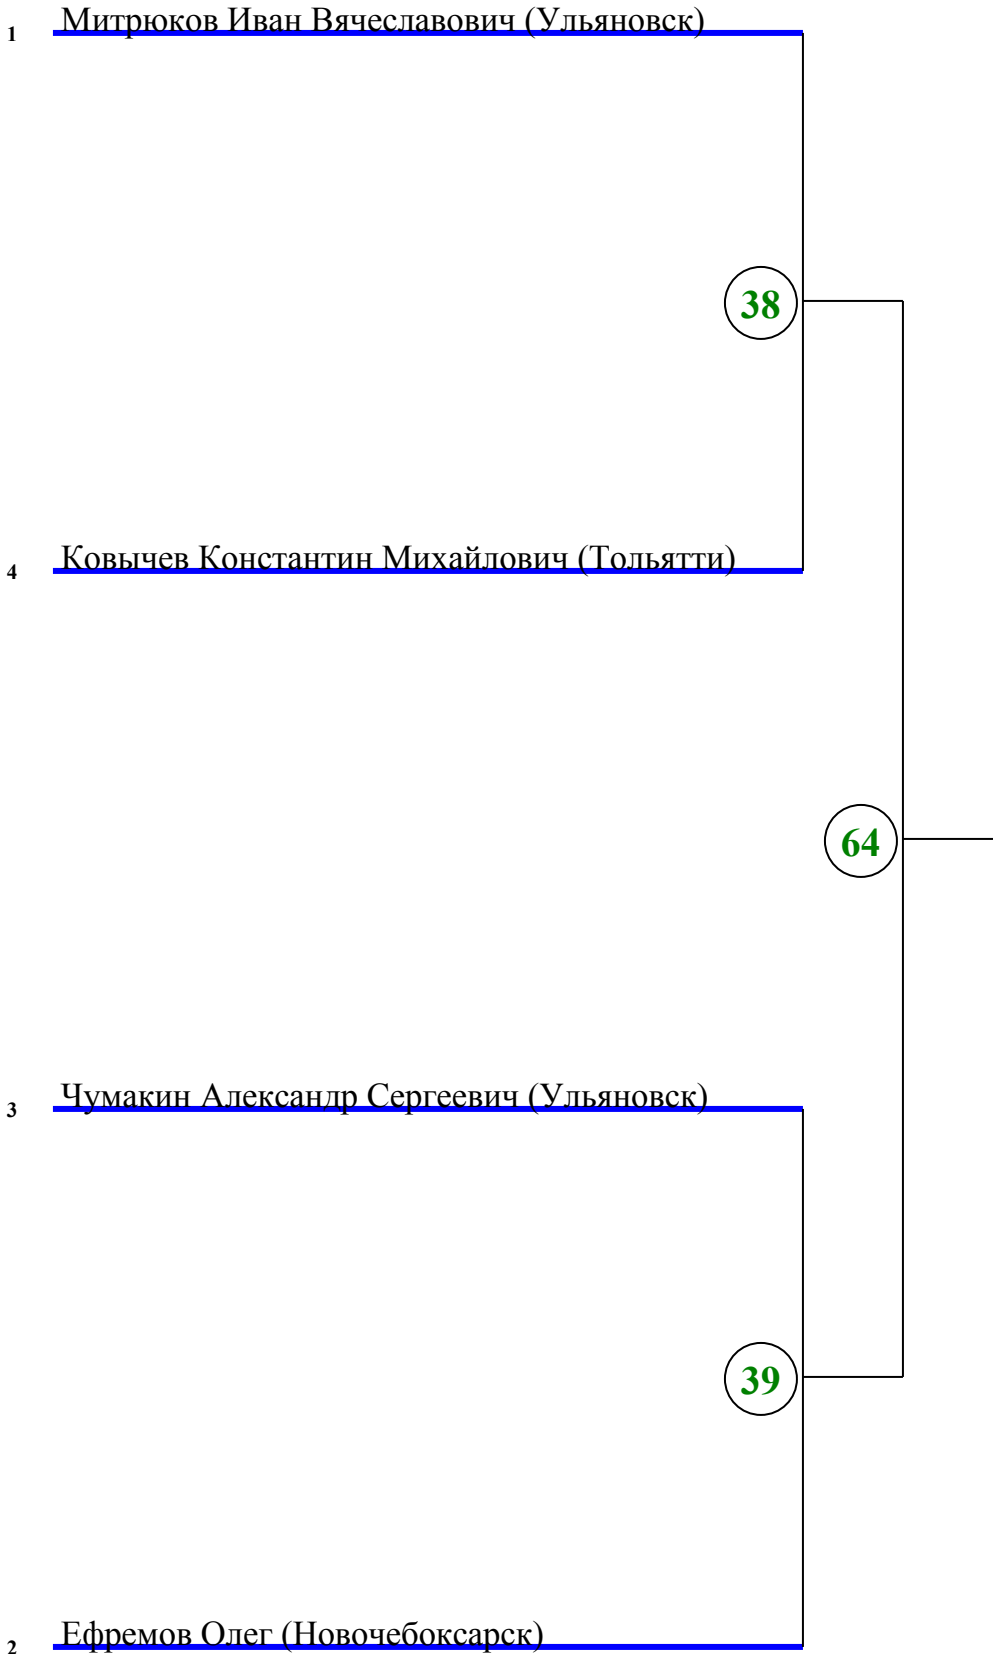 1 Митрюков Иван Вячеславович (Ульяновск)
38
4 Ковычев Константин Михайлович (Тольятти)
64
3 Чумакин Александр Сергеевич (Ульяновск)
39
2 Ефремов Олег (Новочебоксарск)